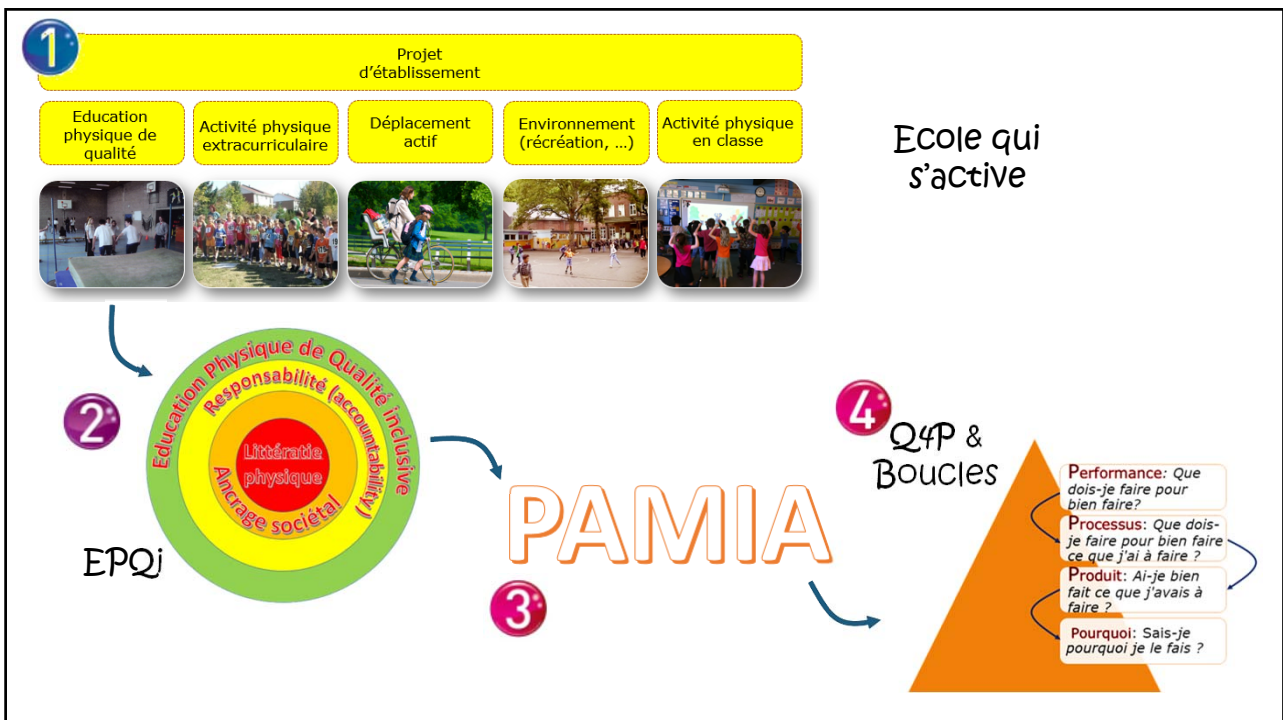 1
Projet
d'établissement
Education
physique de
qualité
Activité physique
extracurriculaire
Déplacement
actif
Environnement
(récréation, ...)
Activité physique
en classe
Ecole qui
s'active
2
Education Physique de Qualité inclusive
Responsabilité (accountability)
Ancrage sociétal
Littératie
physique
EPQi
PAMIA
3
4
Q4P &
Boucles
Performance: Que
dois-je faire pour
bien faire?
Processus: Que dois-
je faire pour bien faire
ce que j'ai à faire ?
Produit: Ai-je bien
fait ce que j'avais à
faire ?
Pourquoi: Sais-je
pourquoi je le fais ?